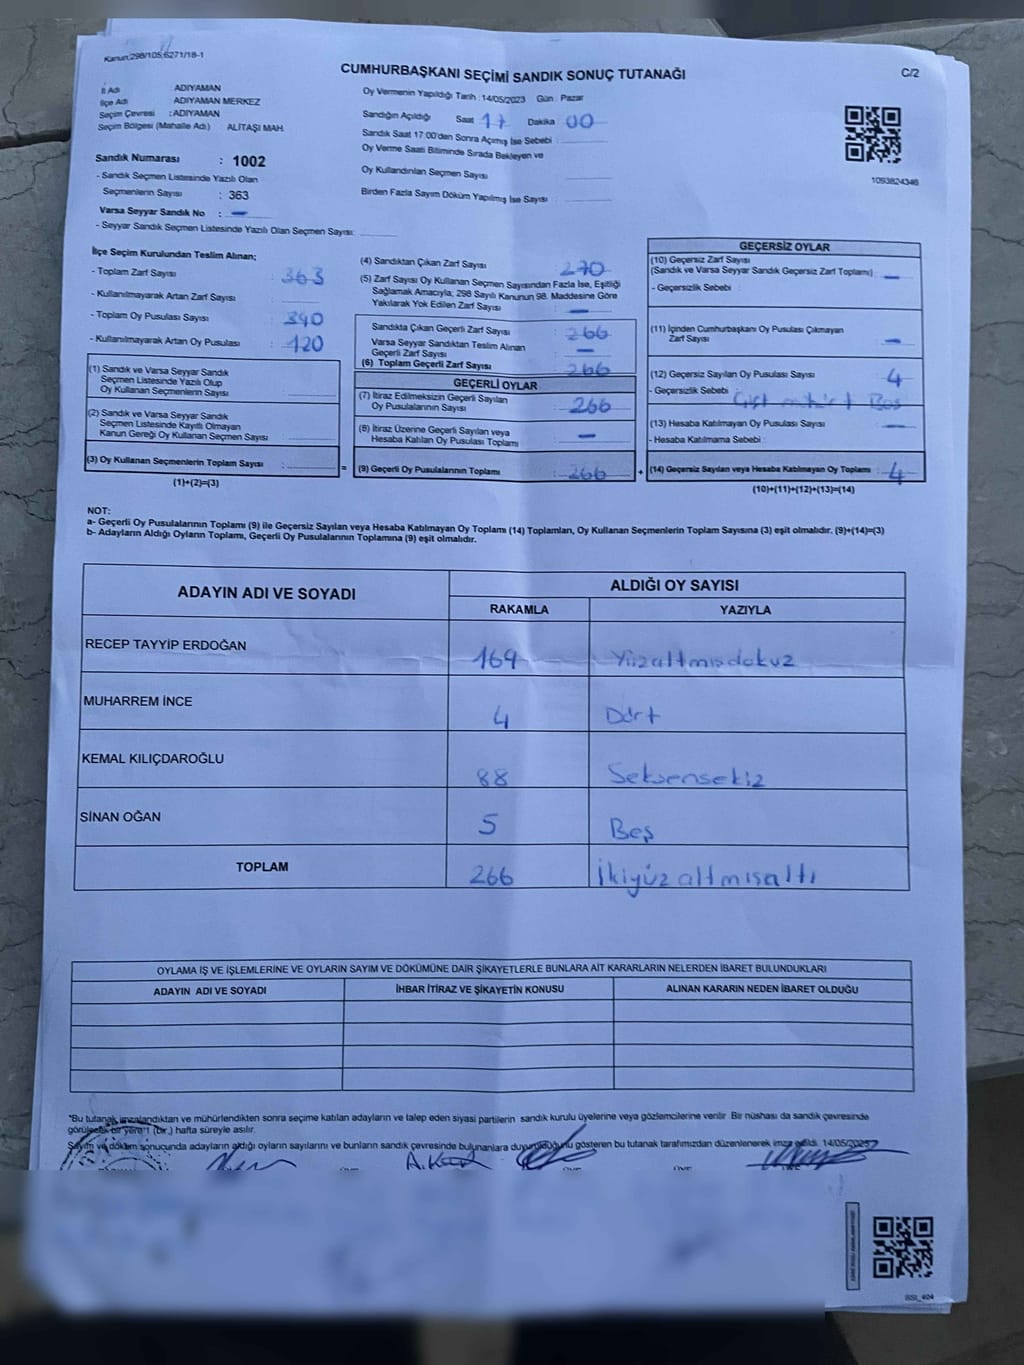 Kanun:298/105;6271/18-1
CUMHURBAŞKANI SEÇİMİ SANDIK SONUÇ TUTANAĞI
C/2
İl Adı : ADIYAMAN
İlçe Adı : ADIYAMAN MERKEZ
Seçim Çevresi : ADIYAMAN
Seçim Bölgesi (Mahalle Adı) ALİTAŞI MAH.
Sandık Numarası : 1002
- Sandık Seçmen Listesinde Yazılı Olan
Seçmenlerin Sayısı : 363
Varsa Seyyar Sandık No : -
- Seyyar Sandık Seçmen Listesinde Yazılı Olan Seçmen Sayısı:
Oy Vermenin Yapıldığı Tarih :14/05/2023 Gün : Pazar
Sandığın Açıldığı Saat 17 Dakika 00
Sandık Saat 17:00'den Sonra Açılmış İse Sebebi :
Oy Verme Saati Bitiminde Sırada Bekleyen ve
Oy Kullandırılan Seçmen Sayısı
Birden Fazla Sayım Döküm Yapılmış İse Sayısı
1093824346
İlçe Seçim Kurulundan Teslim Alınan;
- Toplam Zarf Sayısı : 363
- Kullanılmayarak Artan Zarf Sayısı :
- Toplam Oy Pusulası Sayısı : 390
- Kullanılmayarak Artan Oy Pusulası : 120
(1) Sandık ve Varsa Seyyar Sandık
Seçmen Listesinde Yazılı Olup
Oy Kullanan Seçmenlerin Sayısı :
(2) Sandık ve Varsa Seyyar Sandık
Seçmen Listesinde Kayıtlı Olmayan
Kanun Gereği Oy Kullanan Seçmen Sayısı :
(3) Oy Kullanan Seçmenlerin Toplam Sayısı :
(1)+(2)=(3)
=
(4) Sandıktan Çıkan Zarf Sayısı : 270
(5) Zarf Sayısı Oy Kullanan Seçmen Sayısından Fazla İse, Eşitliği
Sağlamak Amacıyla; 298 Sayılı Kanunun 98. Maddesine Göre
Yakılarak Yok Edilen Zarf Sayısı : -
Sandıkta Çıkan Geçerli Zarf Sayısı : 266
Varsa Seyyar Sandıktan Teslim Alınan
Geçerli Zarf Sayısı : -
(6) Toplam Geçerli Zarf Sayısı : 266
GEÇERLİ OYLAR
(7) İtiraz Edilmeksizin Geçerli Sayılan
Oy Pusulalarının Sayısı : 266
(8) İtiraz Üzerine Geçerli Sayılan veya
Hesaba Katılan Oy Pusulası Toplamı : -
(9) Geçerli Oy Pusulalarının Toplamı : 266
+
GEÇERSİZ OYLAR
(10) Geçersiz Zarf Sayısı
(Sandık ve Varsa Seyyar Sandık Geçersiz Zarf Toplamı) : -
- Geçersizlik Sebebi :
(11) İçinden Cumhurbaşkanı Oy Pusulası Çıkmayan
Zarf Sayısı : -
(12) Geçersiz Sayılan Oy Pusulası Sayısı : 4
- Geçersizlik Sebebi : Çift mühür Boş
(13) Hesaba Katılmayan Oy Pusulası Sayısı : -
- Hesaba Katılmama Sebebi :
(14) Geçersiz Sayılan veya Hesaba Katılmayan Oy Toplamı : 4
(10)+(11)+(12)+(13)=(14)
NOT:
a- Geçerli Oy Pusulalarının Toplamı (9) ile Geçersiz Sayılan veya Hesaba Katılmayan Oy Toplamı (14) Toplamları, Oy Kullanan Seçmenlerin Toplam Sayısına (3) eşit olmalıdır. (9)+(14)=(3)
b- Adayların Aldığı Oyların Toplamı, Geçerli Oy Pusulalarının Toplamına (9) eşit olmalıdır.
ADAYIN ADI VE SOYADI
ALDIĞI OY SAYISI
RAKAMLA
YAZIYLA
RECEP TAYYİP ERDOĞAN 169 Yüzaltmışdokuz
MUHARREM İNCE 4 Dört
KEMAL KILIÇDAROĞLU 88 Seksensekiz
SİNAN OĞAN 5 Beş
TOPLAM 266 İkiyüzaltmışaltı
OYLAMA İŞ VE İŞLEMLERİNE VE OYLARIN SAYIM VE DÖKÜMÜNE DAİR ŞİKAYETLERLE BUNLARA AİT KARARLARIN NELERDEN İBARET BULUNDUKLARI
ADAYIN ADI VE SOYADI
İHBAR İTİRAZ VE ŞİKAYETİN KONUSU
ALINAN KARARIN NEDEN İBARET OLDUĞU
*Bu tutanak imzalandıktan ve mühürlendikten sonra seçime katılan adayların ve talep eden siyasi partilerin sandık kurulu üyelerine veya gözlemcilerine verilir. Bir nüshası da sandık çevresinde
görülecek bir yere 1 (bir) hafta süreyle asılır.
Sayım ve döküm sonucunda adayların aldığı oyların sayılarını ve bunların sandık çevresinde bulunanlara duyurulduğunu gösteren bu tutanak tarafımızdan düzenlenerek imza edildi. 14/05/2023